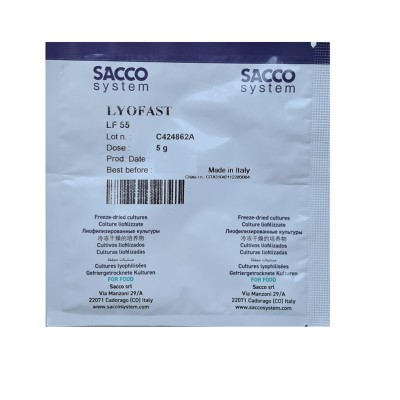 SACCO SACCO
system system
LYOFAST
LF 55
Lot n. : C424862A
Dose : 5 g
Prod. Date :
Best before : Made in Italy
Freeze-dried cultures Freeze-dried cultures
Colture liofilizzate Colture liofilizzate
Лиофилизированные культуры Лиофилизированные культуры
冷冻干燥的培养物 冷冻干燥的培养物
Cultivos liofilizados Cultivos liofilizados
Culturas liofilizadas Culturas liofilizadas
Cultures lyophilisées Cultures lyophilisées
Gefriergetrocknete Kulturen Gefriergetrocknete Kulturen
FOR FOOD FOR FOOD
Sacco srl Sacco srl
Via Manzoni 29/A Via Manzoni 29/A
22071 Cadorago (CO) Italy 22071 Cadorago (CO) Italy
www. www.
saccosystem.com saccosystem.com